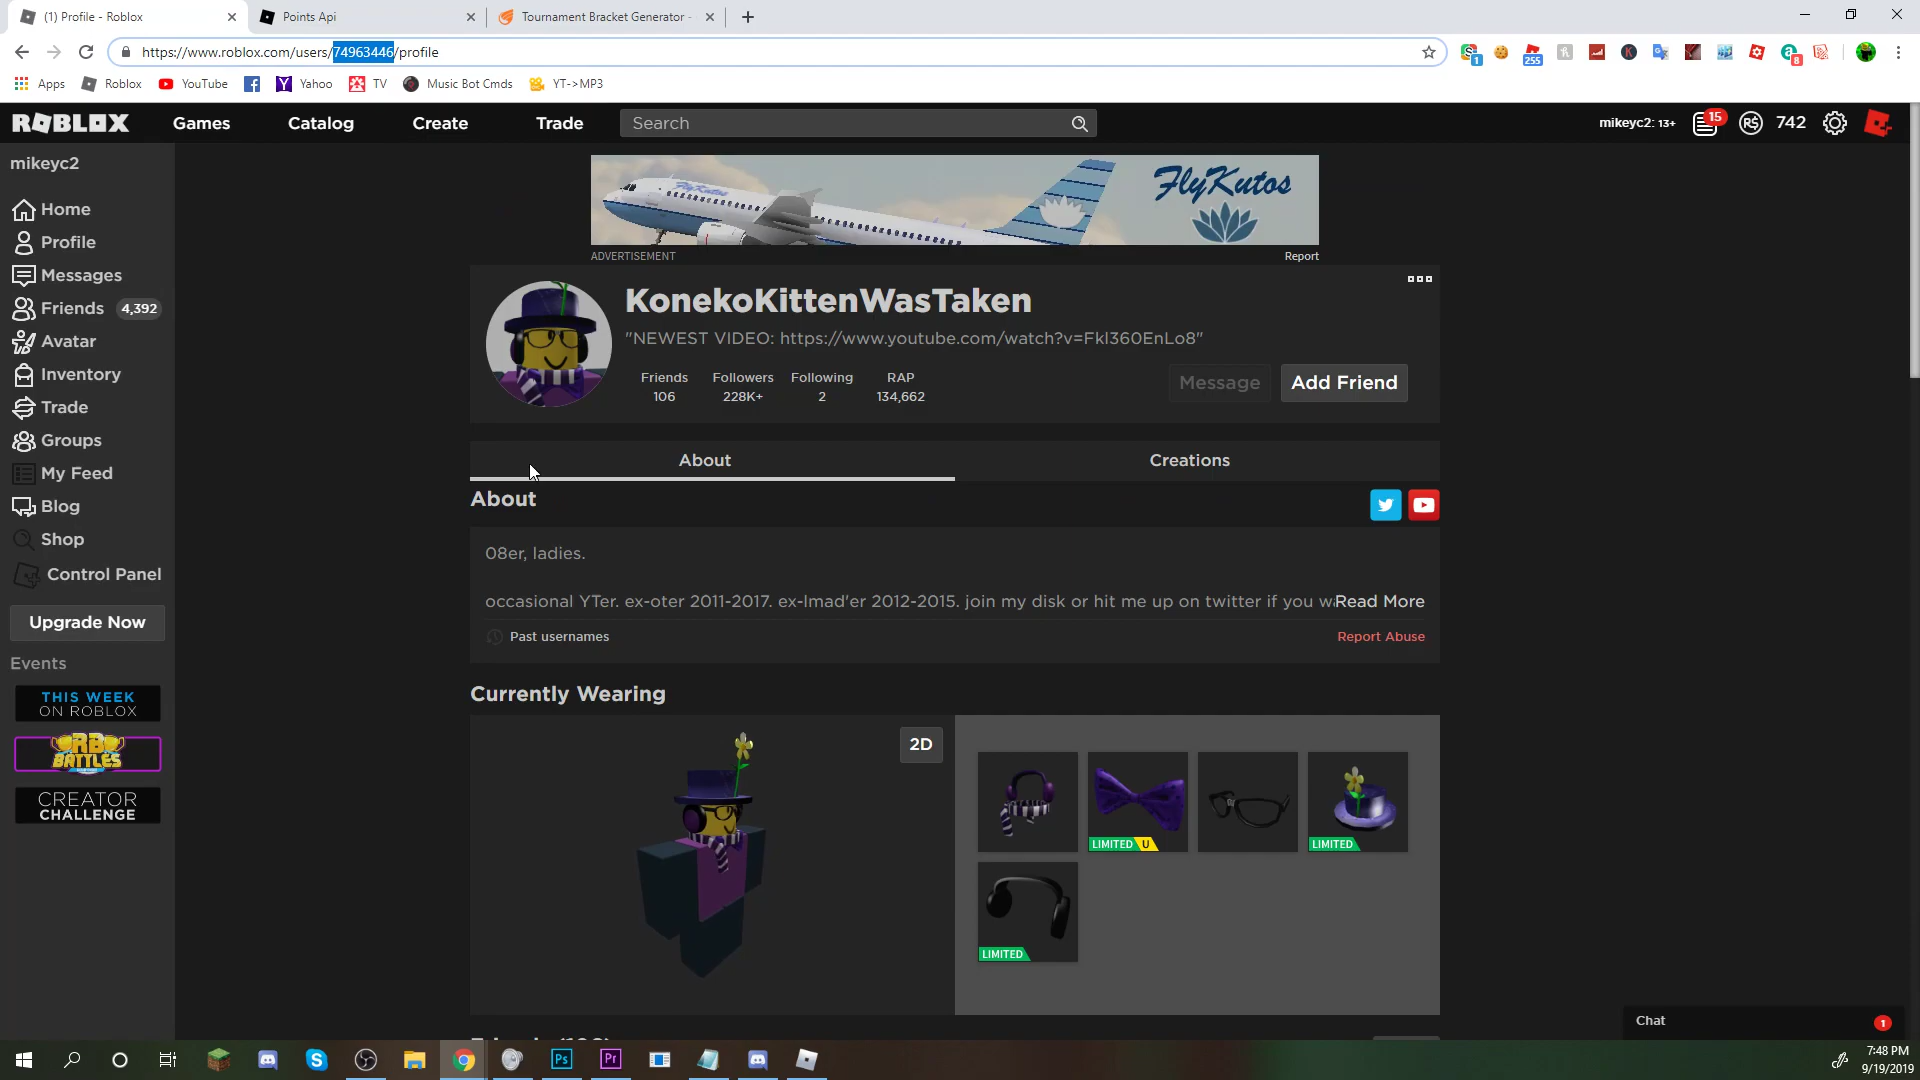 (1) Profile - Roblox
Points Api
Tournament Bracket Generator -
https://www.roblox.com/users/74963446/profile
1
255
8
Apps
Roblox
YouTube
Yahoo
TV
Music Bot Cmds
YT->MP3
ROBLOX
Games
Catalog
Create
Trade
Search
mikeyc2: 13+
15
R$
742
mikeyc2
Home
Profile
Messages
Friends
4,392
Avatar
Inventory
Trade
Groups
My Feed
Blog
Shop
Control Panel
Upgrade Now
Events
THIS WEEK
ON ROBLOX
RB
BATTLES
CREATOR
CHALLENGE
FlyKutos
FlyKutos
ADVERTISEMENT
Report
KonekoKittenWasTaken
"NEWEST VIDEO: https://www.youtube.com/watch?v=FkI360EnLo8"
Friends
Followers
Following
RAP
106
228K+
2
134,662
Message
Add Friend
About
Creations
About
08er, ladies.
occasional YTer. ex-oter 2011-2017. ex-lmad'er 2012-2015. join my disk or hit me up on twitter if you
Read More
Past usernames
Report Abuse
Currently Wearing
2D
LIMITED U
LIMITED
LIMITED
Chat
1
Ps
Pr
7:48 PM
9/19/2019